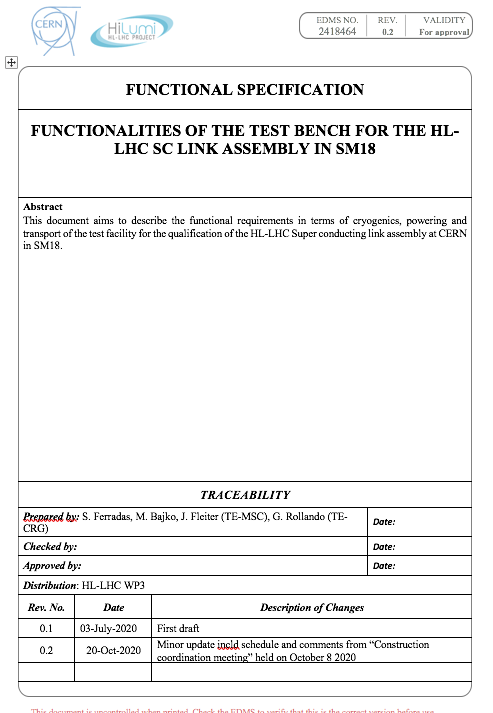 CERN
HiLumi
HL-LHC PROJECT
EDMS NO.
REV.
VALIDITY
2418464
0.2
For approval
FUNCTIONAL SPECIFICATION
FUNCTIONALITIES OF THE TEST BENCH FOR THE HL-
LHC SC LINK ASSEMBLY IN SM18
Abstract
This document aims to describe the functional requirements in terms of cryogenics, powering and
transport of the test facility for the qualification of the HL-LHC Super conducting link assembly at CERN
in SM18.
TRACEABILITY
Prepared by: S. Ferradas, M. Bajko, J. Fleiter (TE-MSC), G. Rollando (TE-
CRG)
Date:
Checked by:
Date:
Approved by:
Date:
Distribution: HL-LHC WP3
Rev. No.
Date
Description of Changes
0.1
03-July-2020
First draft
0.2
20-Oct-2020
Minor update incld schedule and comments from “Construction
coordination meeting” held on October 8 2020
This document is uncontrolled when printed. Check the EDMS to verify that this is the correct version before use.